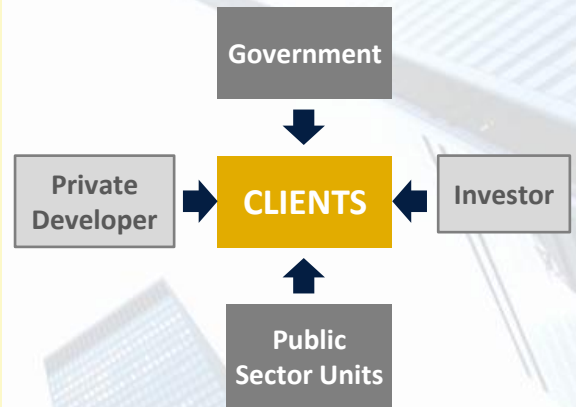 Government
Private
Developer
CLIENTS
Investor
Public
Sector Units